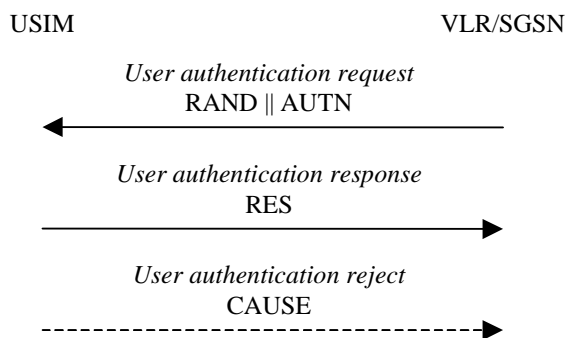 USIM VLR/SGSN
User authentication request
RAND || AUTN
User authentication response
RES
User authentication reject
CAUSE